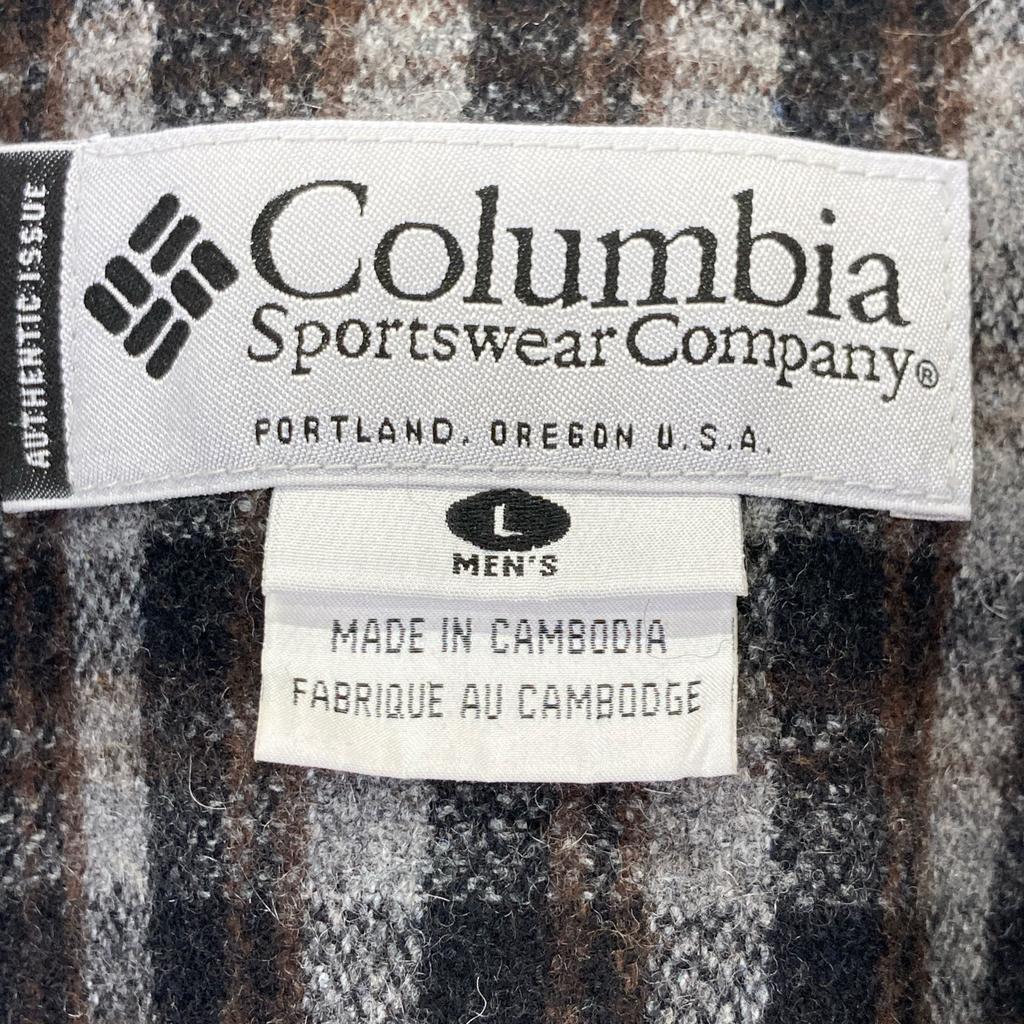 AUTHENTIC ISSUE
Columbia
Sportswear Company®
PORTLAND, OREGON U.S.A.
L
MEN'S
MADE IN CAMBODIA
FABRIQUE AU CAMBODGE